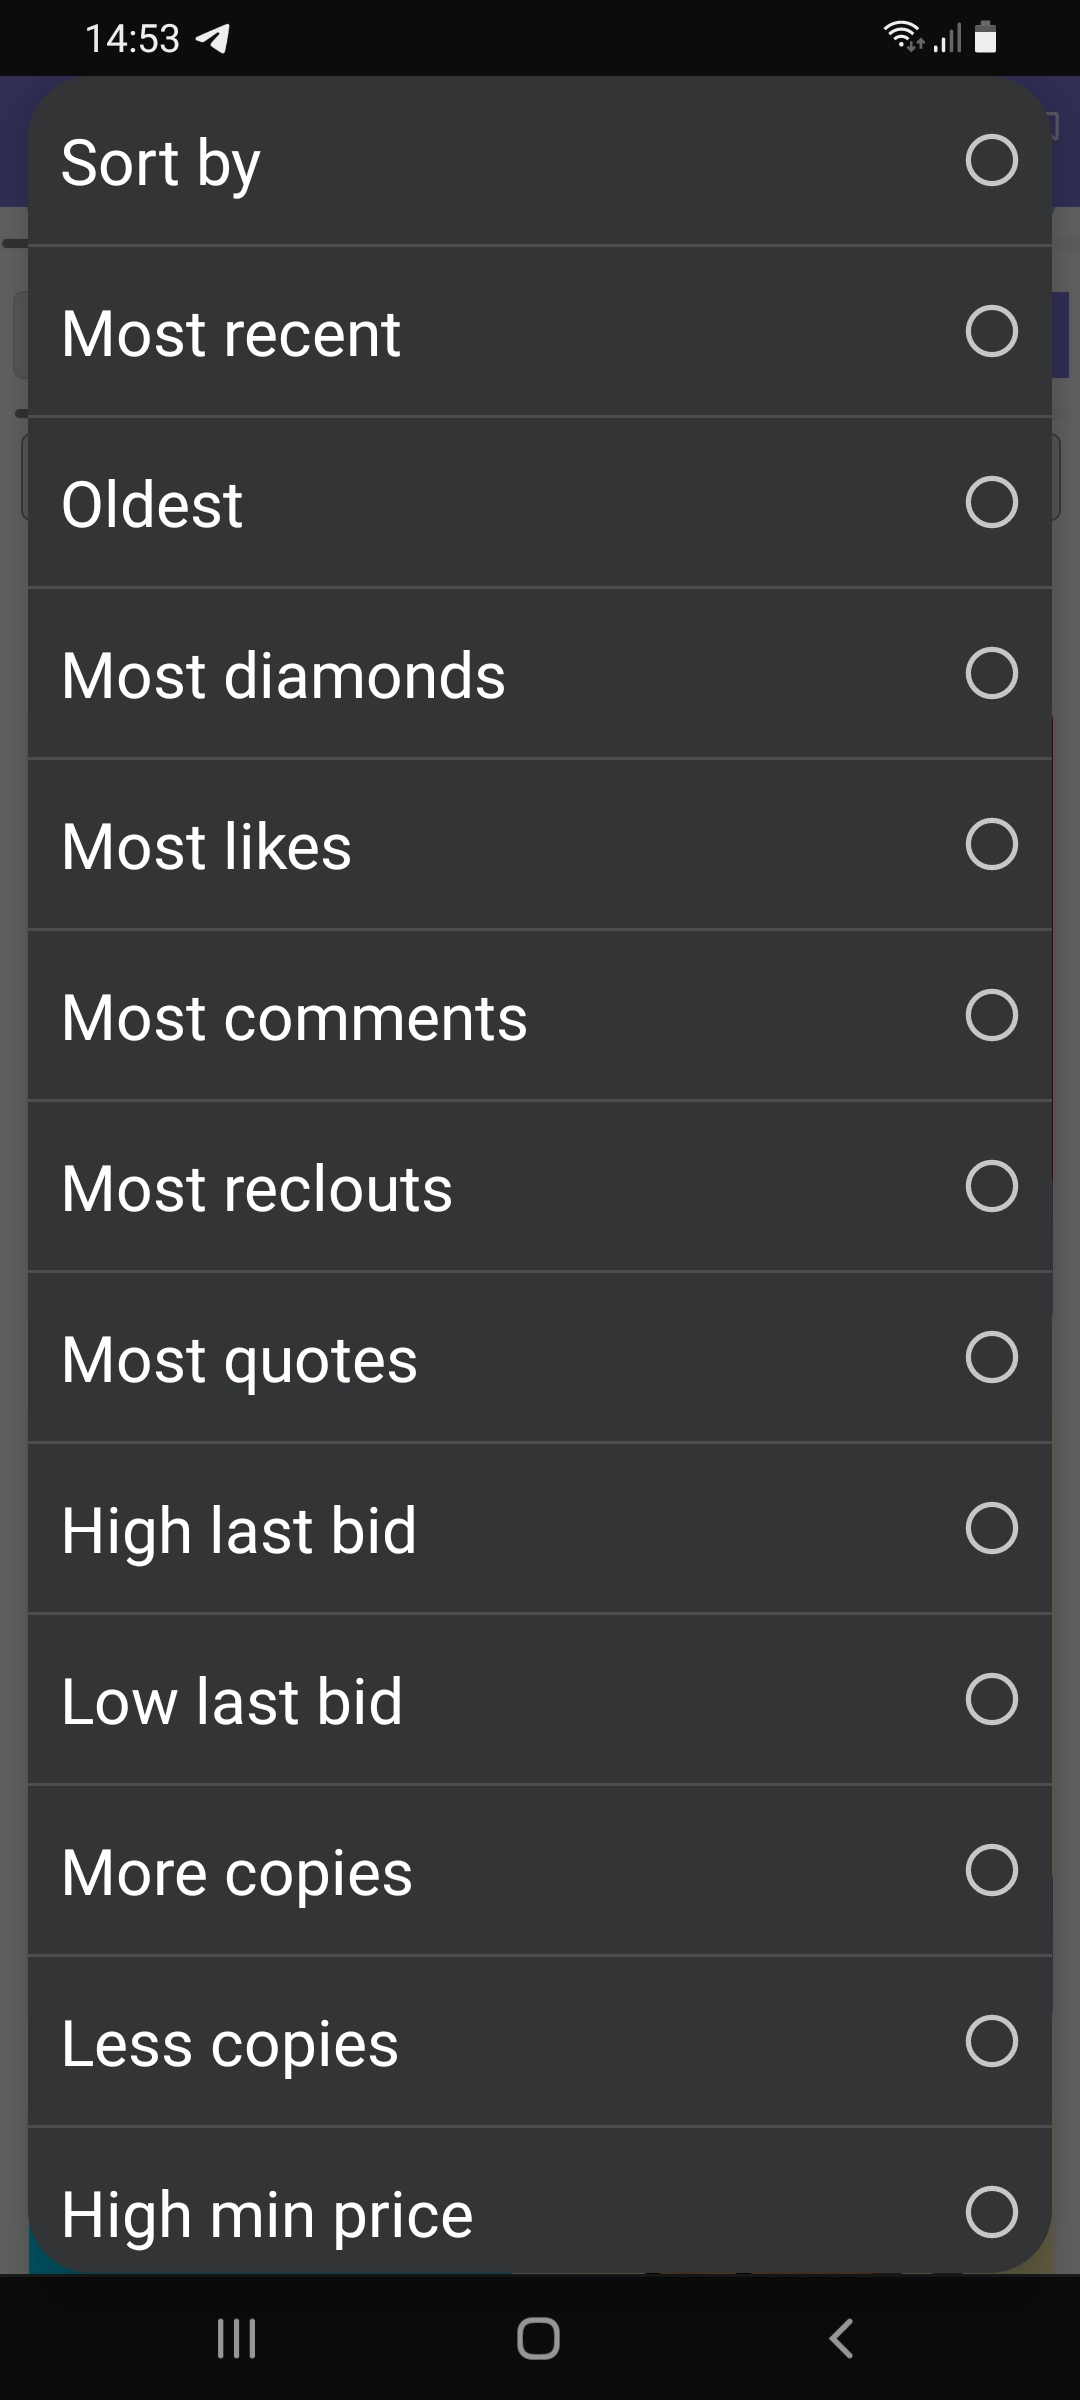 14:53
Sort by
Most recent
Oldest
Most diamonds
Most likes
Most comments
Most reclouts
Most quotes
High last bid
Low last bid
More copies
Less copies
High min price